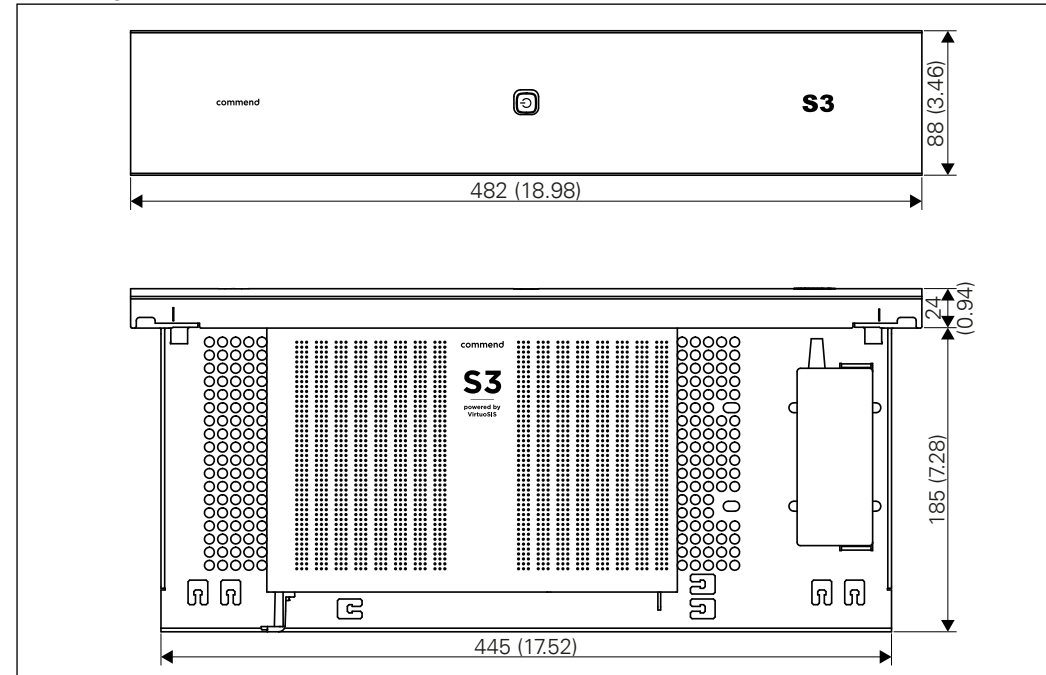 commend
S3
88 (3.46)
482 (18.98)
24
(0.94)
commend
S3
powered by
VirtuoSIS
185 (7.28)
445 (17.52)